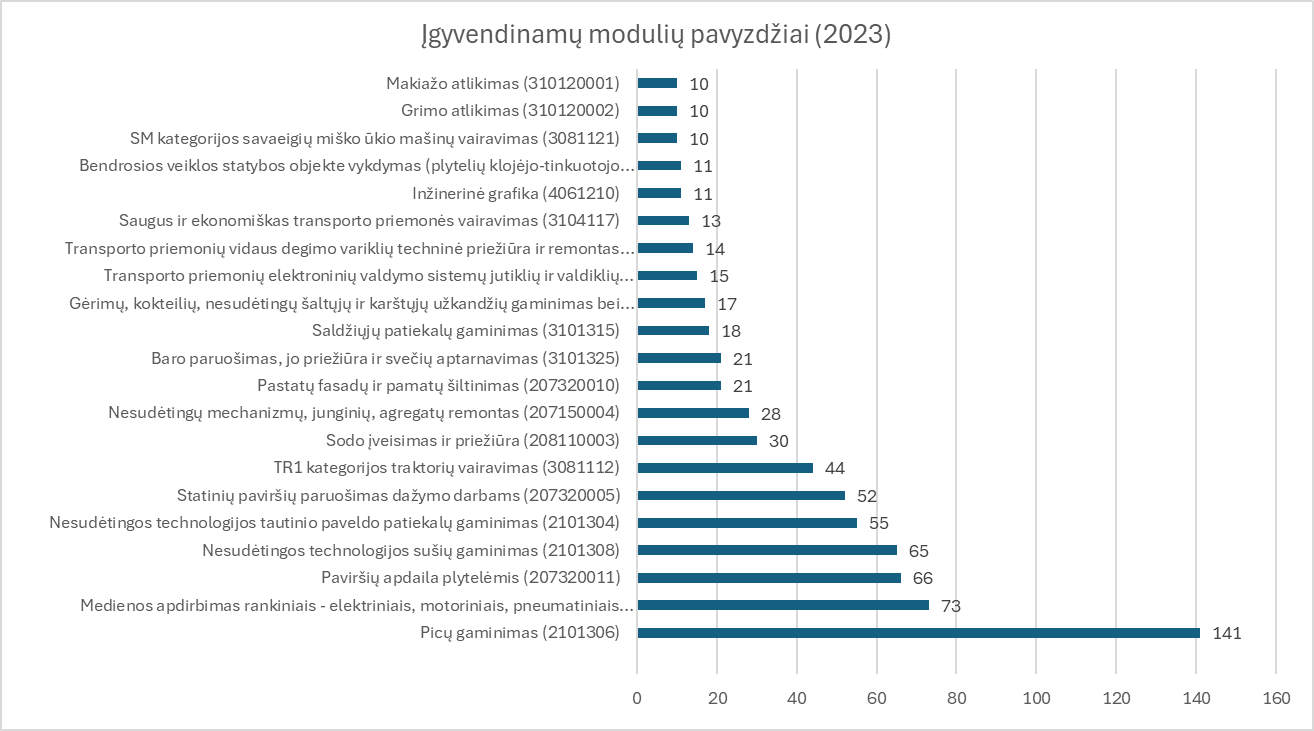 Įgyvendinamų modulių pavyzdžiai (2023)
Makiažo atlikimas (310120001) 10
Grimo atlikimas (310120002) 10
SM kategorijos savaeigių miško ūkio mašinų vairavimas (3081121) 10
Bendrosios veiklos statybos objekte vykdymas (plytelių klojėjo-tinkuotojo... 11
Inžinerinė grafika (4061210) 11
Saugus ir ekonomiškas transporto priemonės vairavimas (3104117) 13
Transporto priemonių vidaus degimo variklių techninė priežiūra ir remontas... 14
Transporto priemonių elektroninių valdymo sistemų jutiklių ir valdiklių... 15
Gėrimų, kokteilių, nesudėtingų šaltųjų ir karštųjų užkandžių gaminimas bei... 17
Saldžiųjų patiekalų gaminimas (3101315) 18
Baro paruošimas, jo priežiūra ir svečių aptarnavimas (3101325) 21
Pastatų fasadų ir pamatų šiltinimas (207320010) 21
Nesudėtingų mechanizmų, junginių, agregatų remontas (207150004) 28
Sodo įveisimas ir priežiūra (208110003) 30
TR1 kategorijos traktorių vairavimas (3081112) 44
Statinių paviršių paruošimas dažymo darbams (207320005) 52
Nesudėtingos technologijos tautinio paveldo patiekalų gaminimas (2101304) 55
Nesudėtingos technologijos sušių gaminimas (2101308) 65
Paviršių apdaila plytelėmis (207320011) 66
Medienos apdirbimas rankiniais - elektriniais, motoriniais, pneumatiniais... 73
Picų gaminimas (2101306) 141
0 20 40 60 80 100 120 140 160